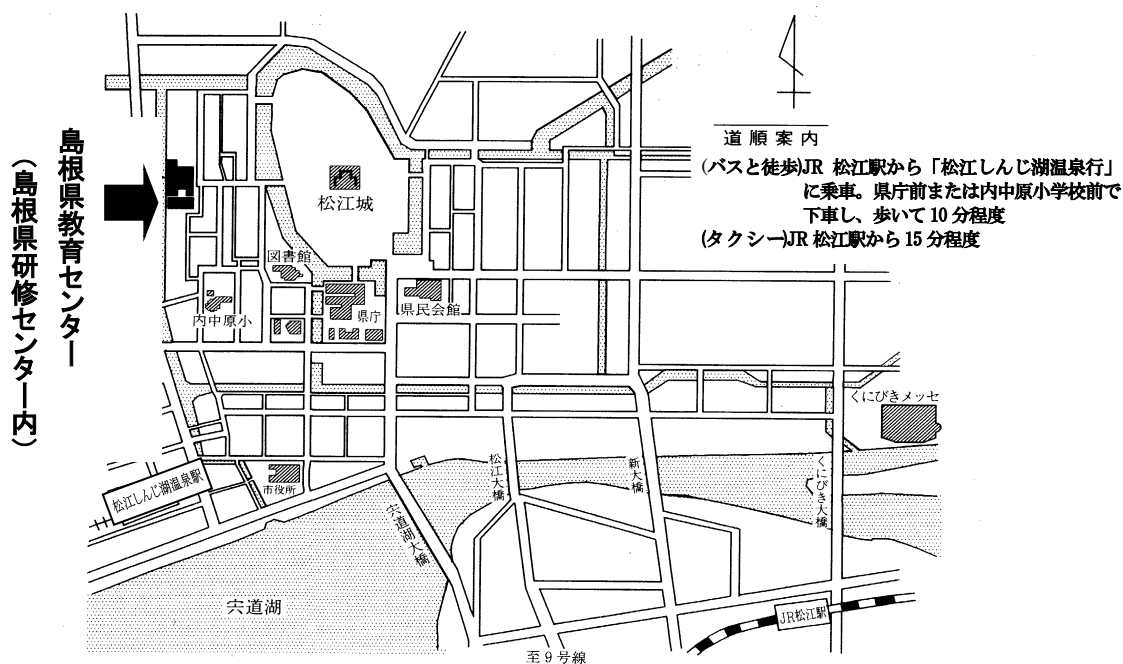 島根県教育センター
（島根県研修センター内）
道順案内
(バスと徒歩)JR 松江駅から「松江しんじ湖温泉行」
に乗車。県庁前または内中原小学校前で
下車し、歩いて10分程度
(タクシー)JR松江駅から15分程度
松江城
図書館
内中原小
県庁
県民会館
くにびきメッセ
松江しんじ湖温泉駅
市役所
宍道湖大橋
松江大橋
新大橋
くにびき大橋
宍道湖
JR松江駅
至9号線